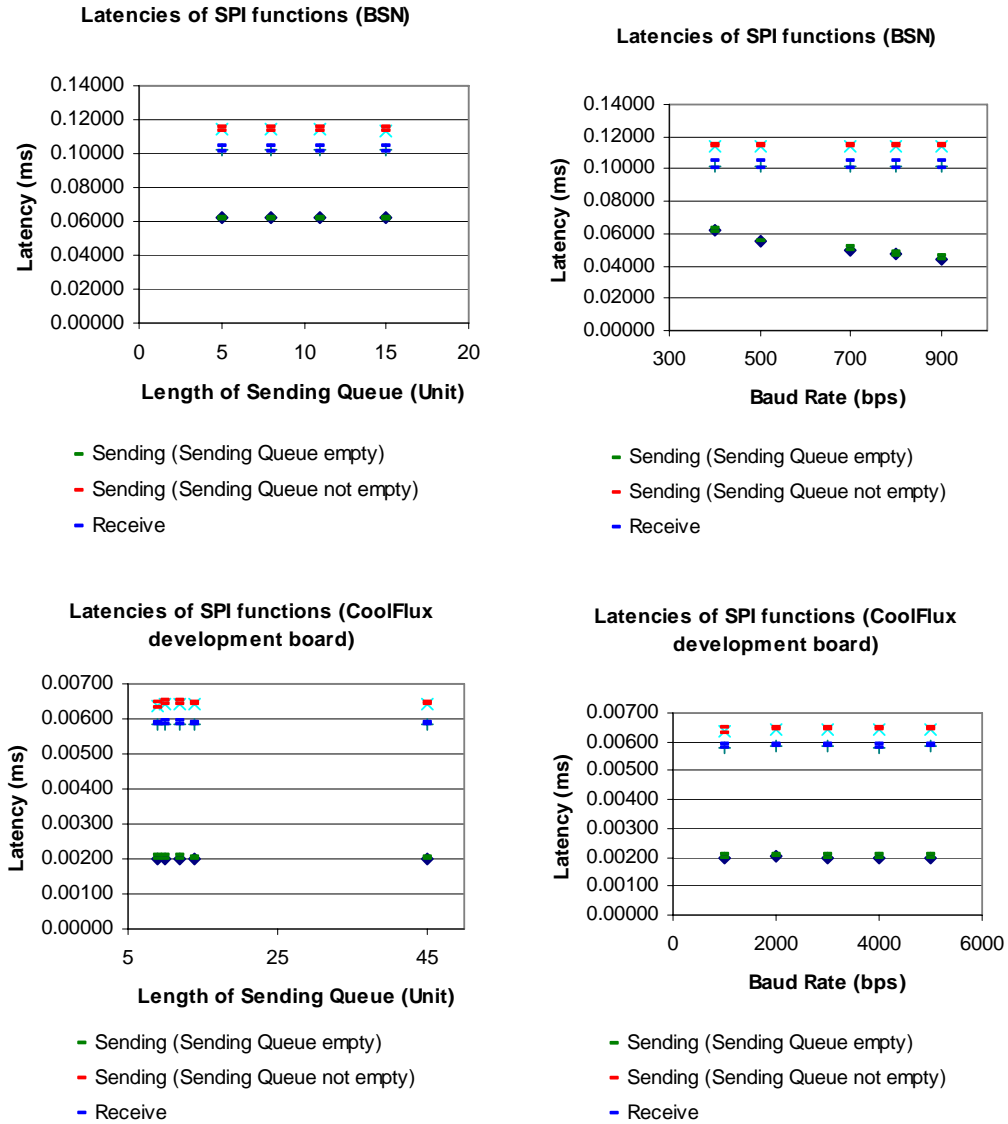 Latencies of SPI functions (BSN)
0.14000
0.12000
0.10000
0.08000
0.06000
0.04000
0.02000
0.00000
Latency (ms)
0 5 10 15 20
Length of Sending Queue (Unit)
Sending (Sending Queue empty)
Sending (Sending Queue not empty)
Receive
Latencies of SPI functions (BSN)
0.14000
0.12000
0.10000
0.08000
0.06000
0.04000
0.02000
0.00000
Latency (ms)
300 500 700 900
Baud Rate (bps)
Sending (Sending Queue empty)
Sending (Sending Queue not empty)
Receive
Latencies of SPI functions (CoolFlux
development board)
0.00700
0.00600
0.00500
0.00400
0.00300
0.00200
0.00100
0.00000
Latency (ms)
5 25 45
Length of Sending Queue (Unit)
Sending (Sending Queue empty)
Sending (Sending Queue not empty)
Receive
Latencies of SPI functions (CoolFlux
development board)
0.00700
0.00600
0.00500
0.00400
0.00300
0.00200
0.00100
0.00000
Latency (ms)
0 2000 4000 6000
Baud Rate (bps)
Sending (Sending Queue empty)
Sending (Sending Queue not empty)
Receive